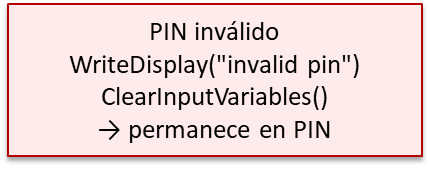 PIN inválido
WriteDisplay("invalid pin")
ClearInputVariables()
→ permanece en PIN